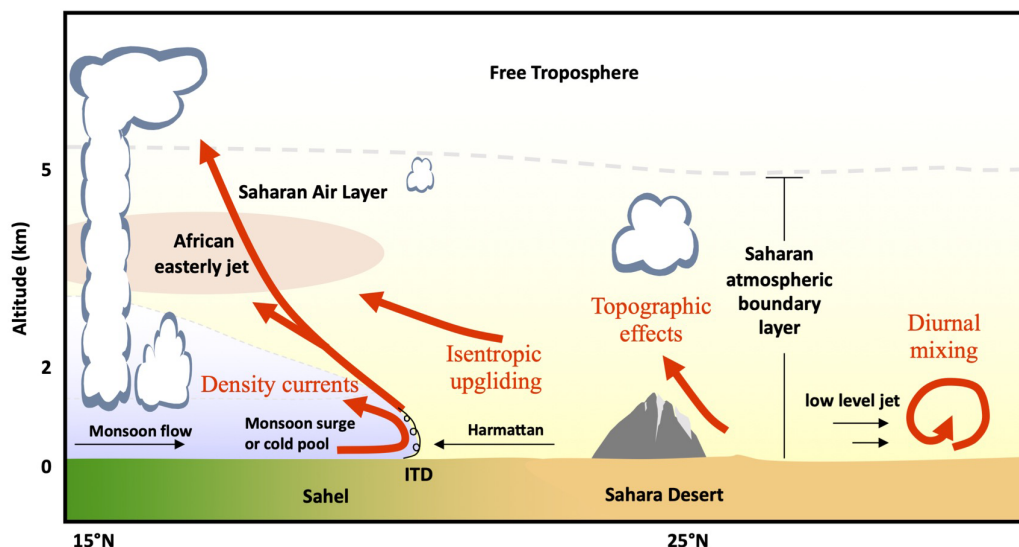 Free Troposphere
5
Saharan Air Layer
African
easterly jet
Altitude (km)
Saharan
atmospheric
boundary
layer
Topographic
effects
Diurnal
mixing
Isentropic
upgliding
2
Density currents
low level jet
Monsoon flow
Monsoon surge
or cold pool
Harmattan
0
ITD
Sahel
Sahara Desert
15°N
25°N